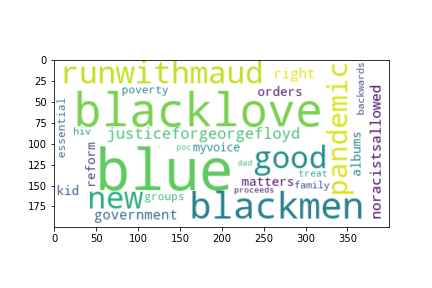 0
25
50
75
100
125
150
175
runwithmaud
right
pandemic
backwards
poverty
orders
blacklove
essential
hiv
justiceforgeorgefloyd
noracistsallowed
albums
reform
blue
poc
myvoice
good
dad
treat
kid
new
groups
matters
family
proceeds
government
blackmen
0 50 100 150 200 250 300 350